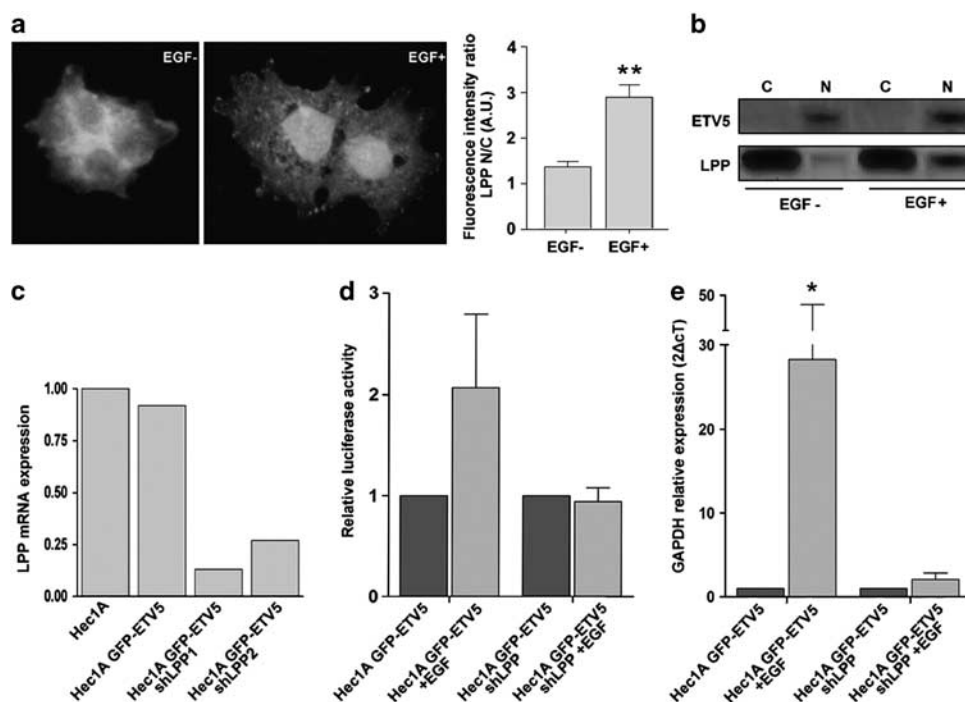 a
EGF-
EGF+
Fluorescence intensity ratio
LPP N/C (A.U.)
4
3
2
1
0
EGF-
EGF+
**
b
C N C N
ETV5
LPP
EGF -
EGF+
c
LPP mRNA expression
1.00
0.75
0.50
0.25
0.00
Hec1A
Hec1A GFP-ETV5
Hec1A GFP-ETV5
shLPP1
Hec1A GFP-ETV5
shLPP2
d
Relative luciferase activity
3
2
1
0
Hec1A GFP-ETV5
Hec1A GFP-ETV5
+EGF
Hec1A GFP-ETV5
shLPP
Hec1A GFP-ETV5
shLPP +EGF
e
GAPDH relative expression (2ΔcT)
50
30
20
10
0
*
Hec1A GFP-ETV5
Hec1A GFP-ETV5
+EGF
Hec1A GFP-ETV5
shLPP
Hec1A GFP-ETV5
shLPP +EGF